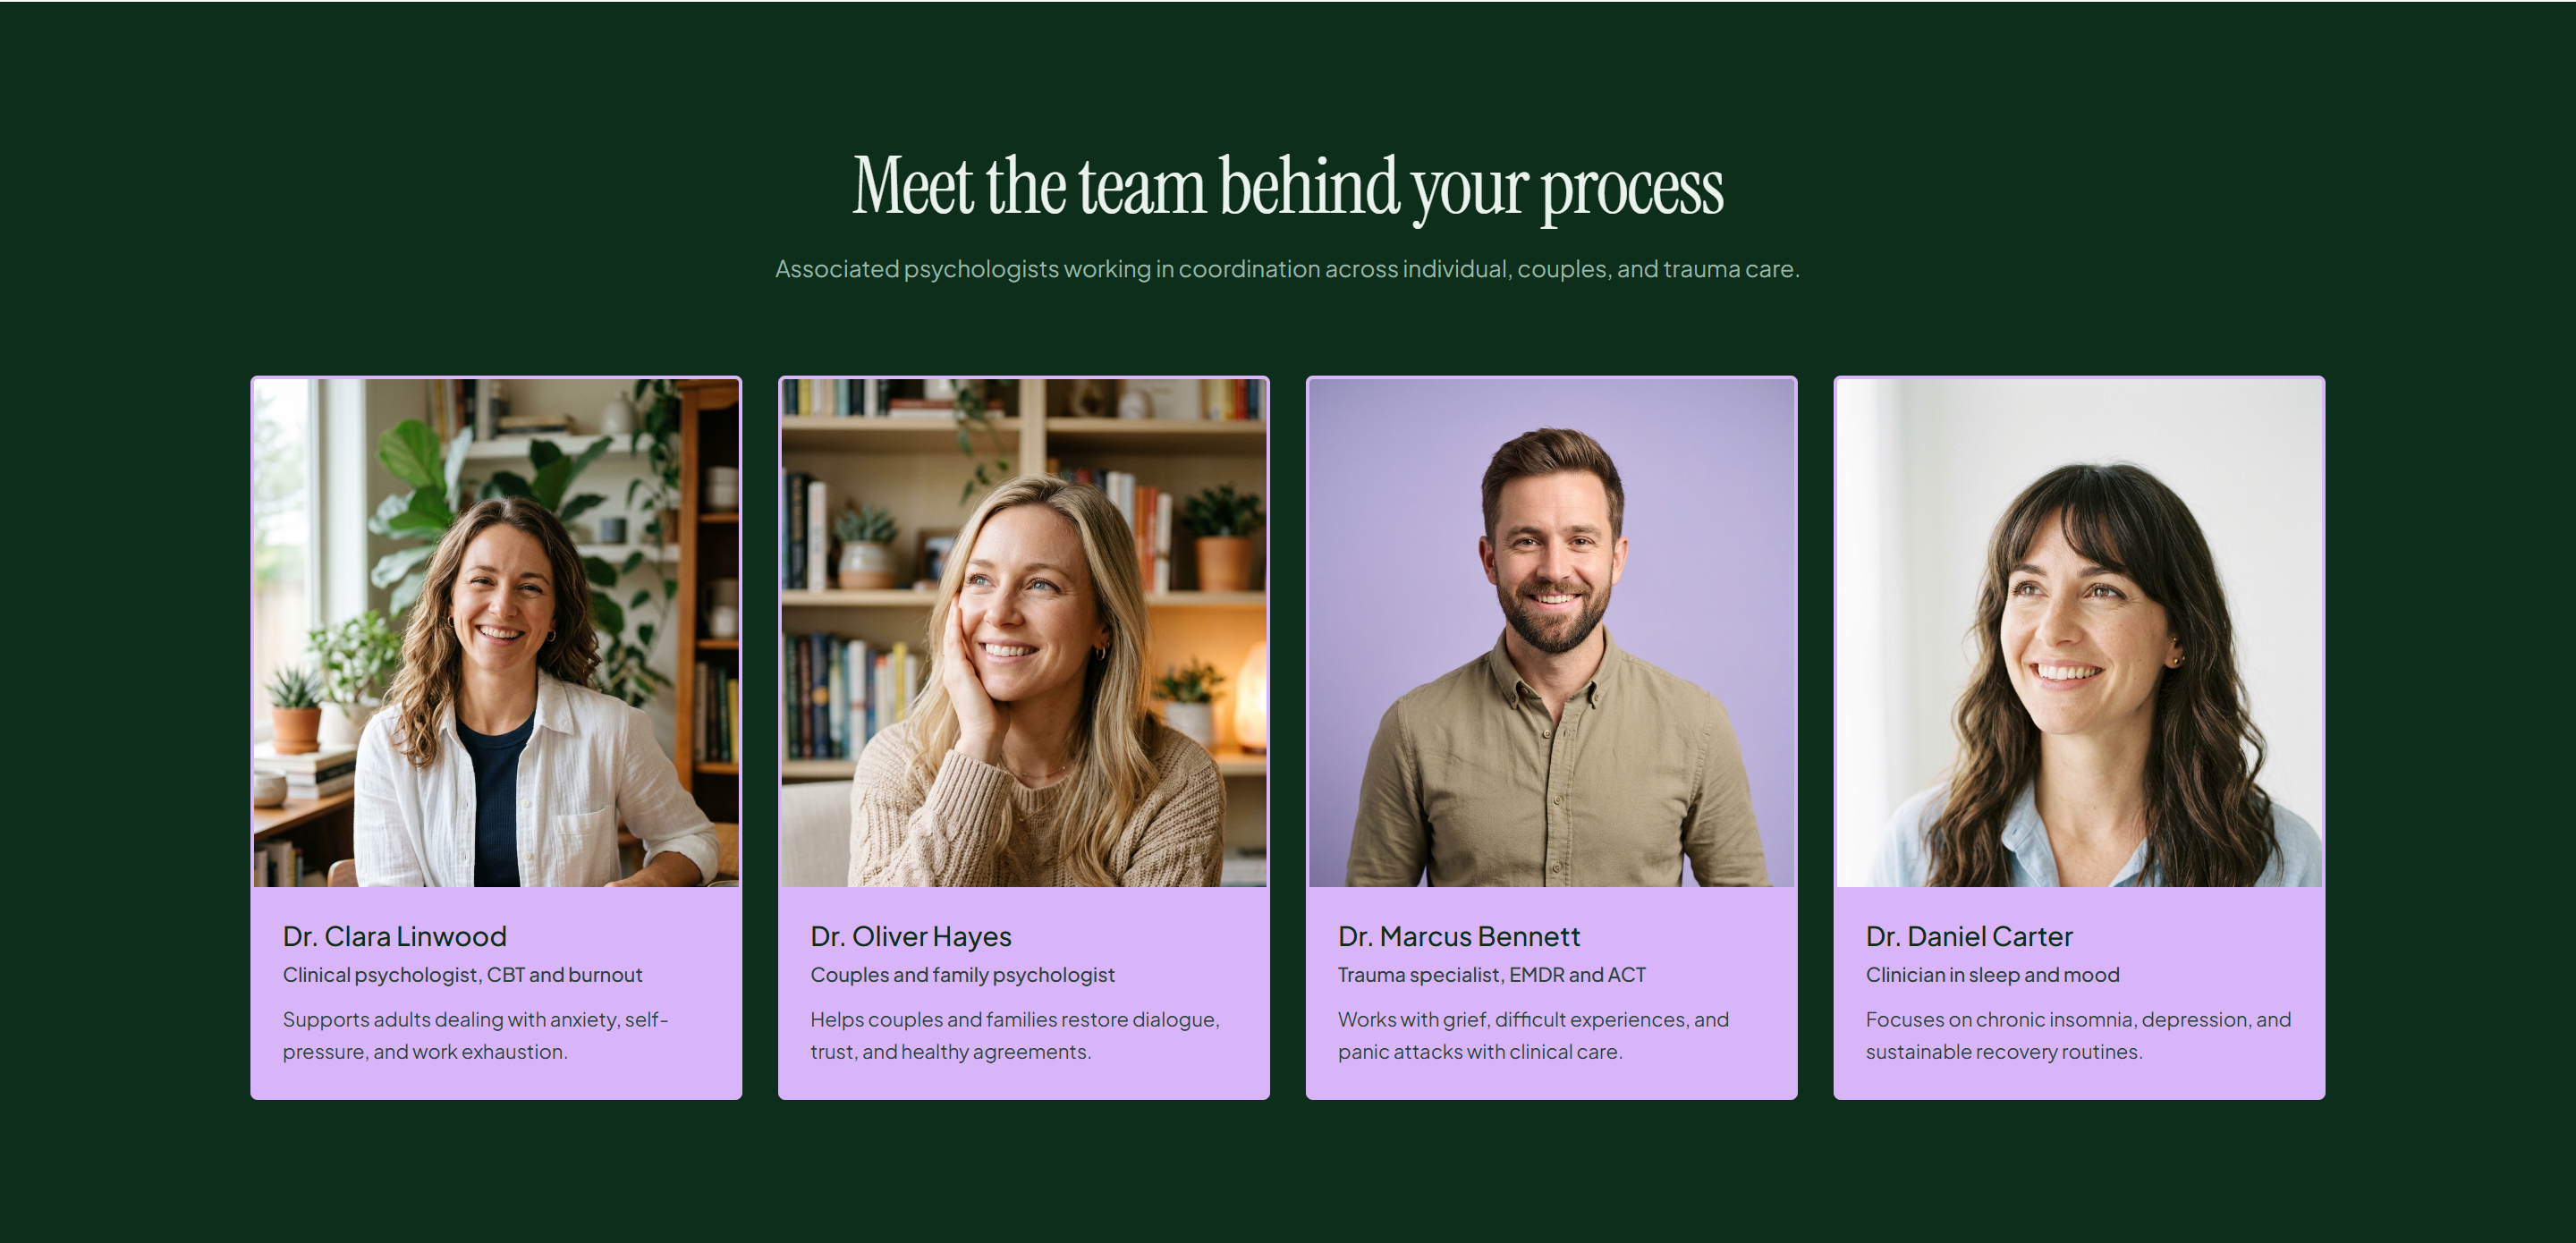 Meet the team behind your process
Associated psychologists working in coordination across individual, couples, and trauma care.
Dr. Clara Linwood
Clinical psychologist, CBT and burnout
Supports adults dealing with anxiety, self-
pressure, and work exhaustion.
Dr. Oliver Hayes
Couples and family psychologist
Helps couples and families restore dialogue,
trust, and healthy agreements.
Dr. Marcus Bennett
Trauma specialist, EMDR and ACT
Works with grief, difficult experiences, and
panic attacks with clinical care.
Dr. Daniel Carter
Clinician in sleep and mood
Focuses on chronic insomnia, depression, and
sustainable recovery routines.